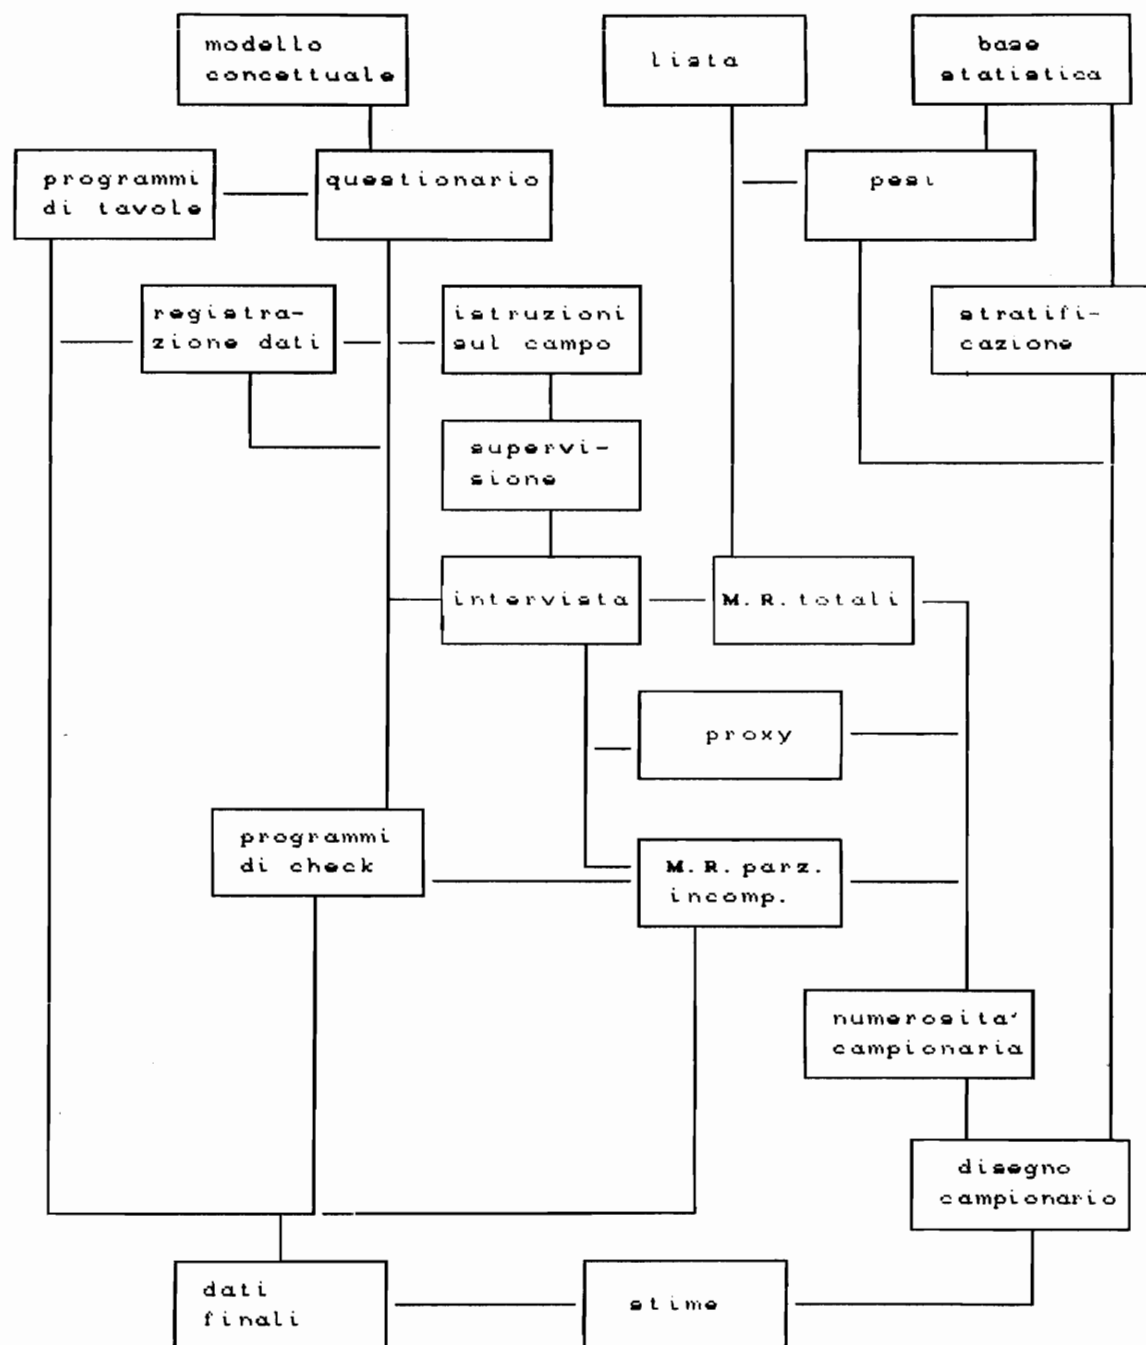 modello
concettuale
lista
base
statistica
programmi
di tavole
questionario
pesi
registra-
zione dati
istruzioni
sul campo
stratifi-
cazione
supervi-
sione
intervista
M.R. totali
proxy
programmi
di check
M.R. parz.
incomp.
numerosita'
campionaria
disegno
campionario
dati
finali
stime